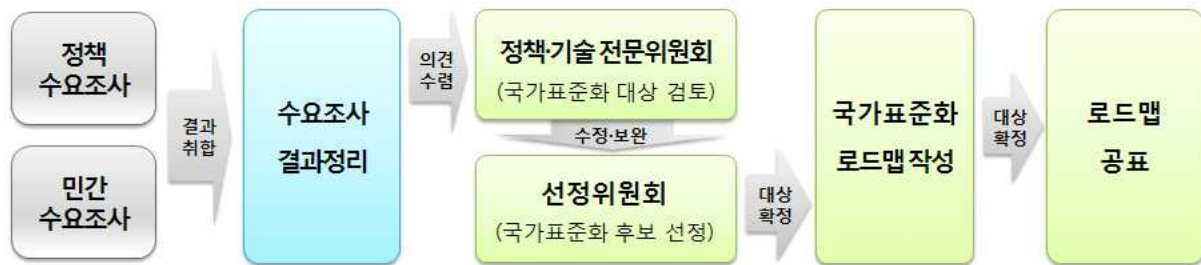 정책
수요조사
민간
수요조사
결과
취합
수요조사
결과정리
의견
수렴
정책·기술 전문위원회
(국가표준화 대상 검토)
수정·보완
선정위원회
(국가표준화 후보 선정)
대상
확정
국가표준화
로드맵 작성
대상
확정
로드맵
공표